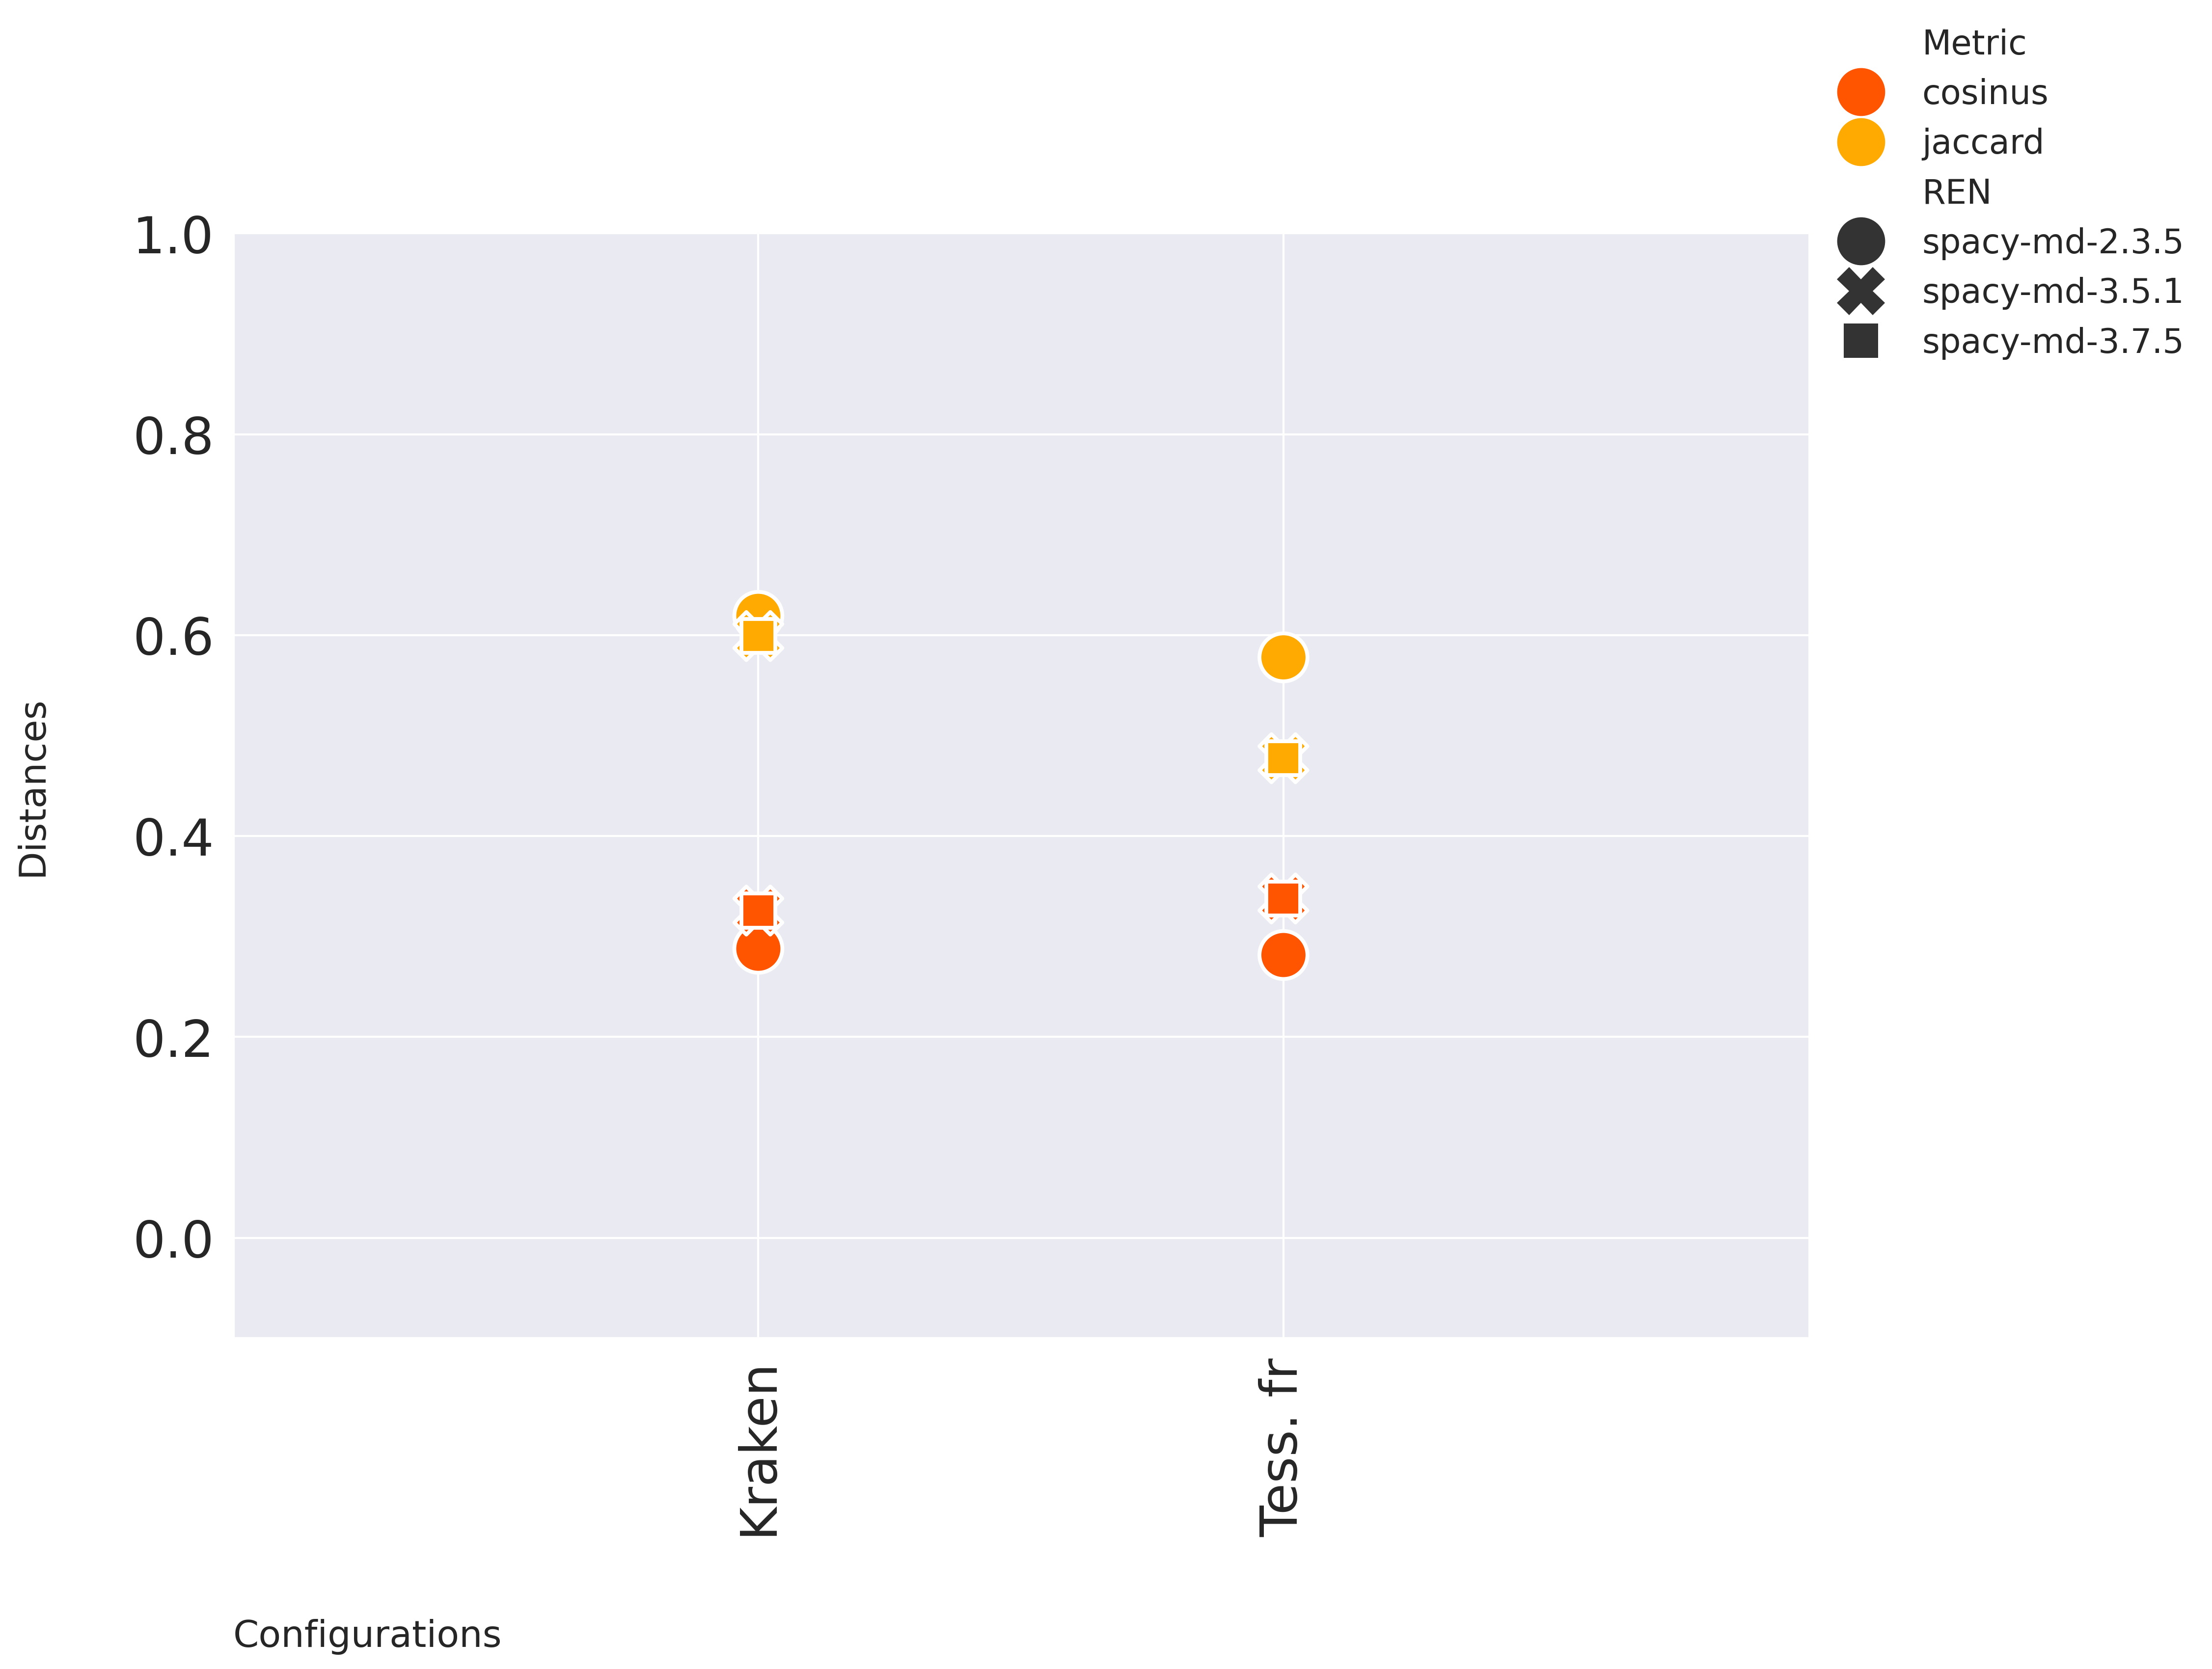 Metric
cosinus
jaccard
REN
spacy-md-2.3.5
spacy-md-3.5.1
spacy-md-3.7.5
1.0
0.8
0.6
0.4
0.2
0.0
Distances
Kraken
Tess. fr
Configurations